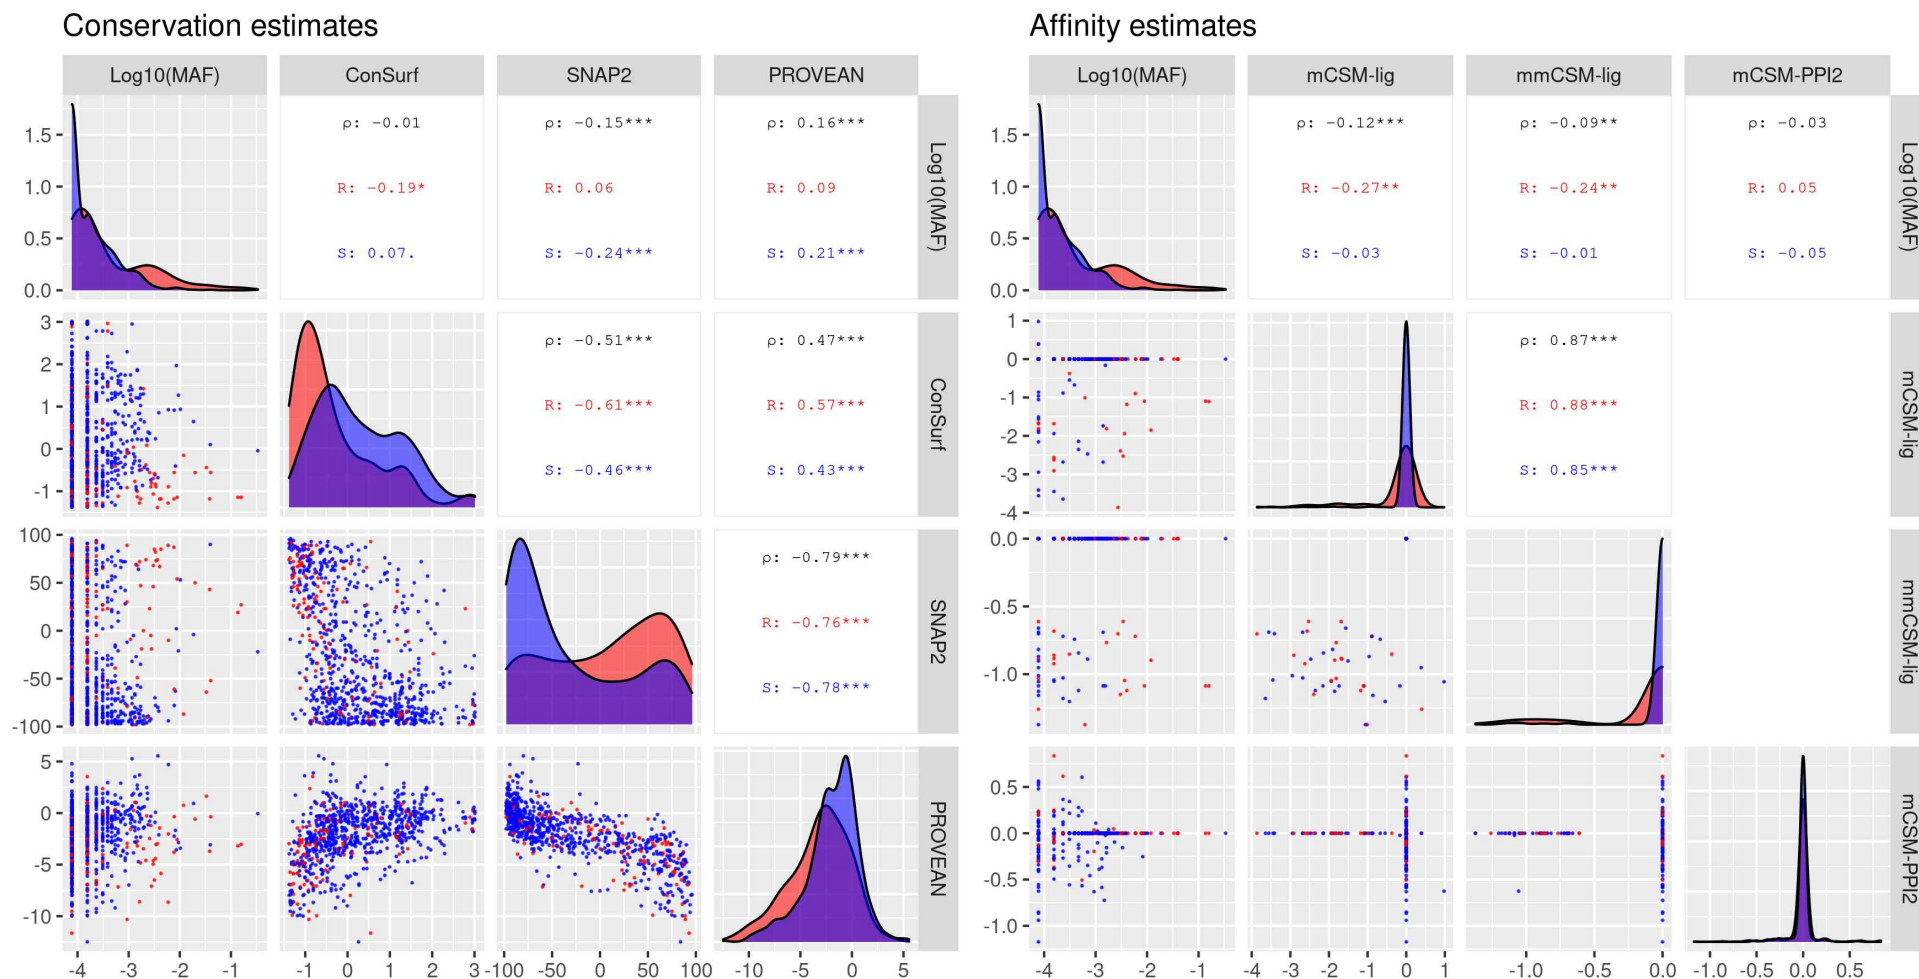 Conservation estimates
Log10(MAF) ConSurf SNAP2 PROVEAN
1.5
1.0
0.5
0.0
ρ: -0.01
R: -0.19*
S: 0.07.
ρ: -0.15***
R: 0.06
S: -0.24***
ρ: 0.16***
R: 0.09
S: 0.21***
Log10(MAF)
3
2
1
0
-1
ρ: -0.51***
R: -0.61***
S: -0.46***
ρ: 0.47***
R: 0.57***
S: 0.43***
ConSurf
100
50
0
-50
-100
ρ: -0.79***
R: -0.76***
S: -0.78***
SNAP2
5
0
-5
-10
PROVEAN
-4 -3 -2 -1
-1 0 1 2 3
-100 -50 0 50 100
-10 -5 0 5
Affinity estimates
Log10(MAF) mCSM-lig mmCSM-lig mCSM-PPI2
1.5
1.0
0.5
0.0
ρ: -0.12***
R: -0.27**
S: -0.03
ρ: -0.09**
R: -0.24**
S: -0.01
ρ: -0.03
R: 0.05
S: -0.05
Log10(MAF)
1
0
-1
-2
-3
-4
ρ: 0.87***
R: 0.88***
S: 0.85***
mCSM-lig
0.0
-0.5
-1.0
mmCSM-lig
0.5
0.0
-0.5
-1.0
mCSM-PPI2
-4 -3 -2 -1
-4 -3 -2 -1 0 1
-1.0 -0.5 0.0
-1.0 -0.5 0.0 0.5